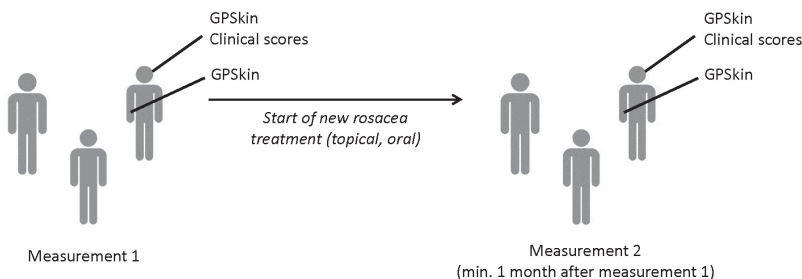 GPSkin
Clinical scores
GPSkin
Start of new rosacea
treatment (topical, oral)
Measurement 1
GPSkin
Clinical scores
GPSkin
Measurement 2
(min. 1 month after measurement 1)